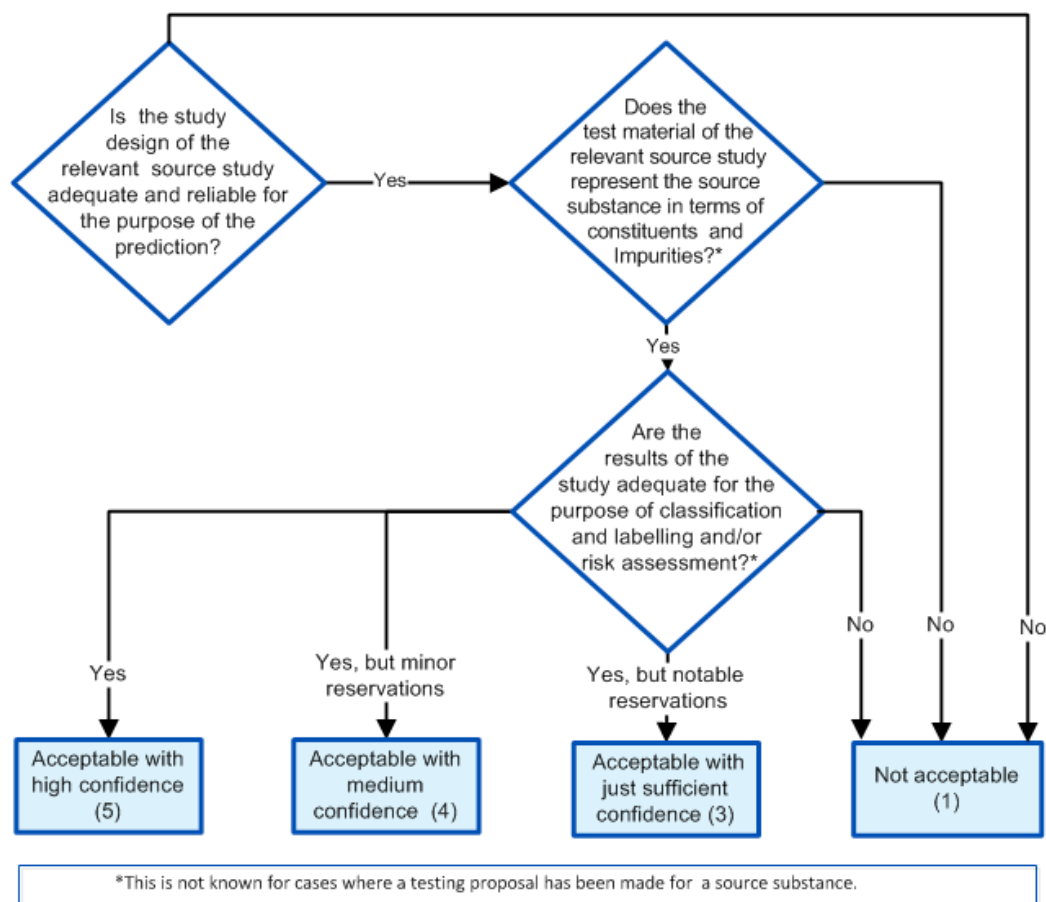 Is the study
design of the
relevant source study
adequate and reliable for
the purpose of the
prediction?
Yes
Does the
test material of the
relevant source study
represent the source
substance in terms of
constituents and
Impurities?*
Yes
Are the
results of the
study adequate for the
purpose of classification
and labelling and/or
risk assessment?*
Yes
Yes, but minor
reservations
Yes, but notable
reservations
No
No
No
Acceptable with
high confidence
(5)
Acceptable with
medium
confidence (4)
Acceptable with
just sufficient
confidence (3)
Not acceptable
(1)
*This is not known for cases where a testing proposal has been made for a source substance.